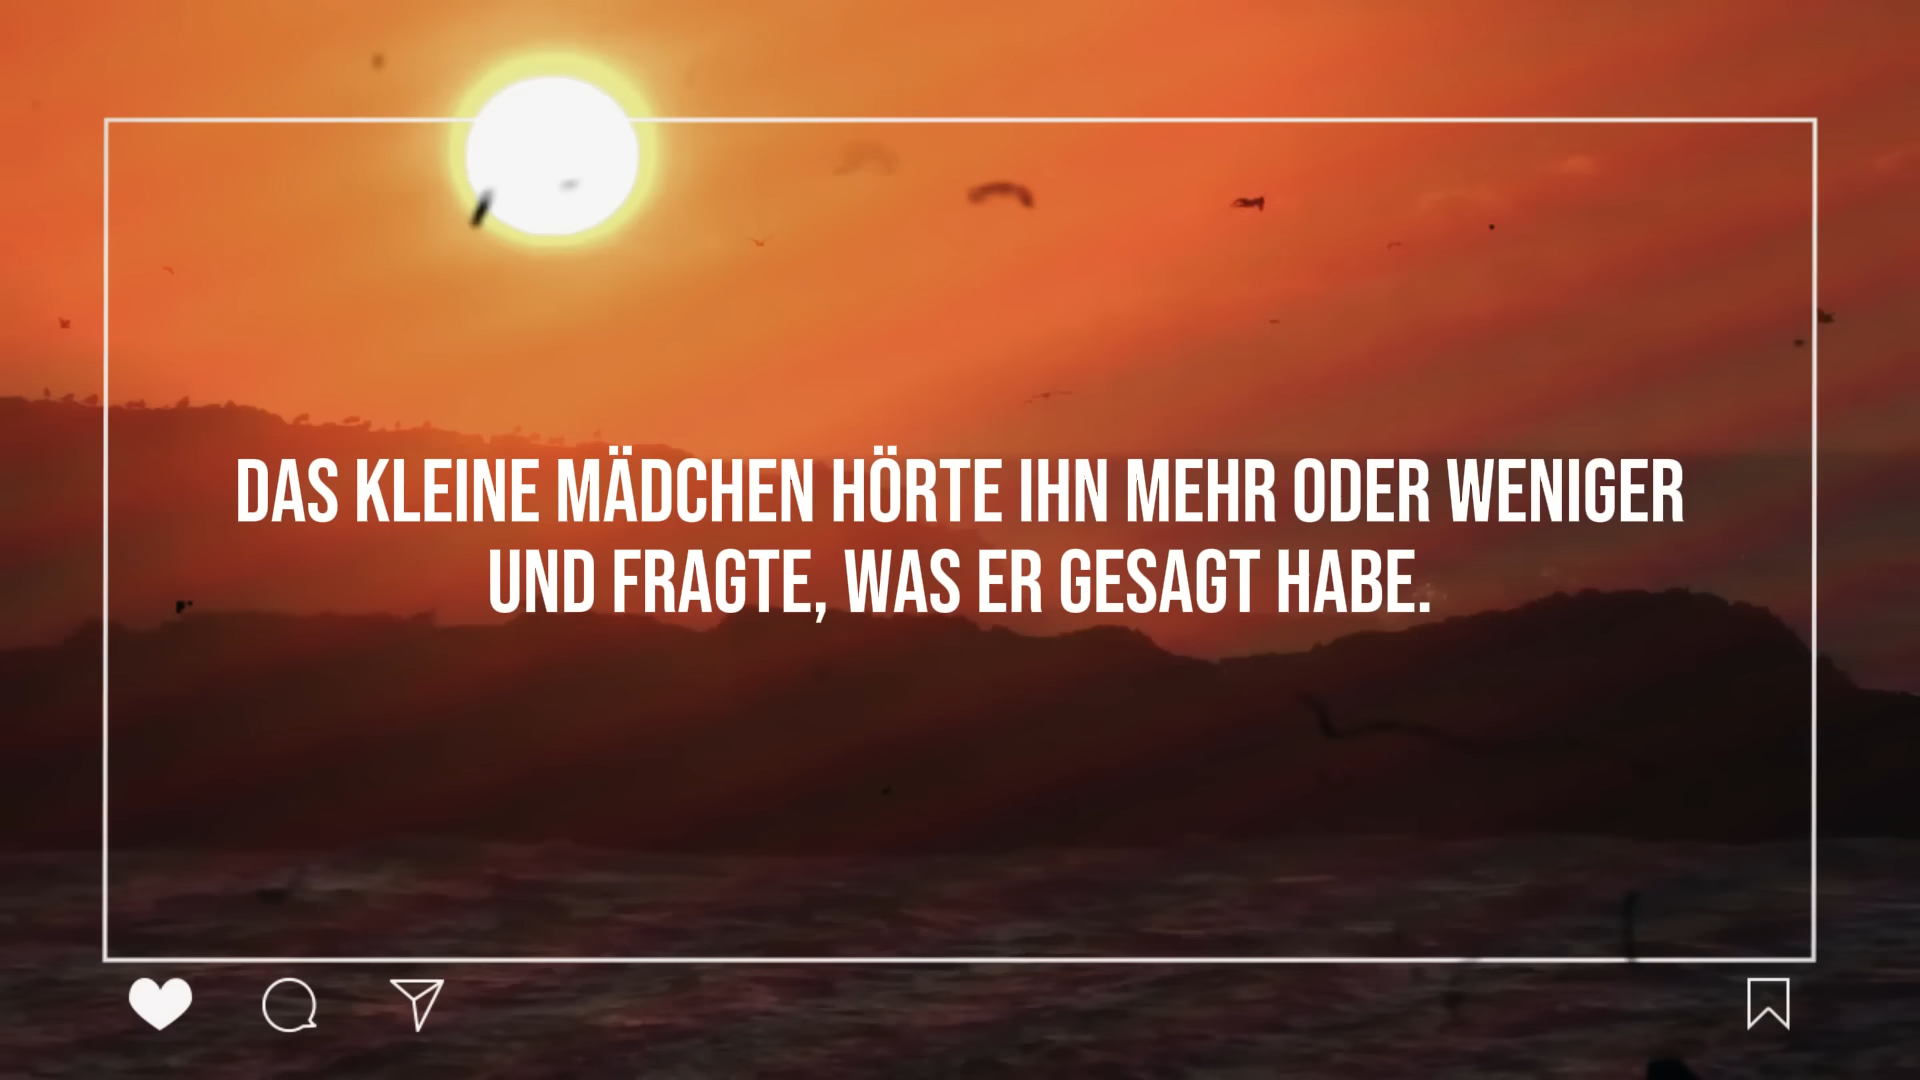 DAS KLEINE MÄDCHEN HÖRTE IHN MEHR ODER WENIGER
UND FRAGTE, WAS ER GESAGT HABE.